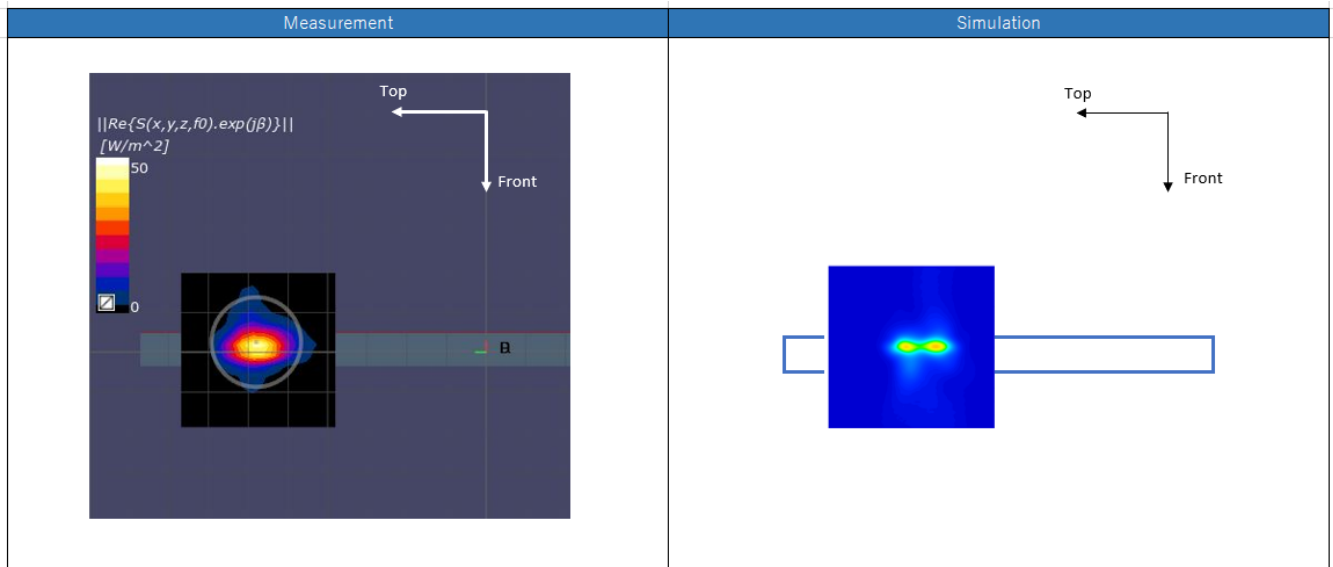 Measurement
Simulation
Top
Front
||Re{S(x,y,z,f0).exp(jβ)}||
[W/m^2]
50
0
Top
Front